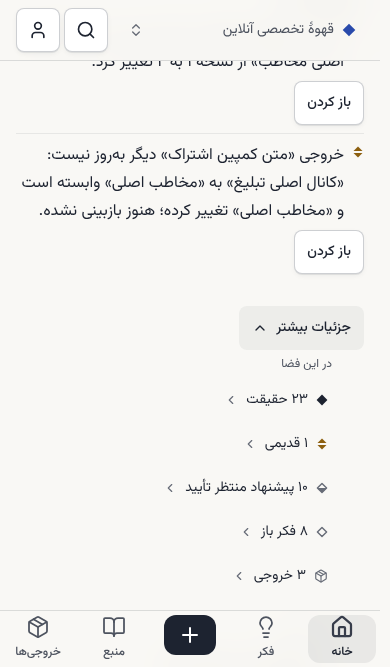 قهوهٔ تخصصی آنلاین
اصلی مخاطب» از نسخهٔ ۱ به ۲ تغییر کرد.
باز کردن
خروجی «متن کمپین اشتراک» دیگر به‌روز نیست:
«کانال اصلی تبلیغ» به «مخاطب اصلی» وابسته است
و «مخاطب اصلی» تغییر کرده؛ هنوز بازبینی نشده.
باز کردن
جزئیات بیشتر
در این فضا
۲۳ حقیقت
۱ قدیمی
۱۰ پیشنهاد منتظر تأیید
۸ فکر باز
۳ خروجی
خانه
فکر
منبع
خروجی‌ها